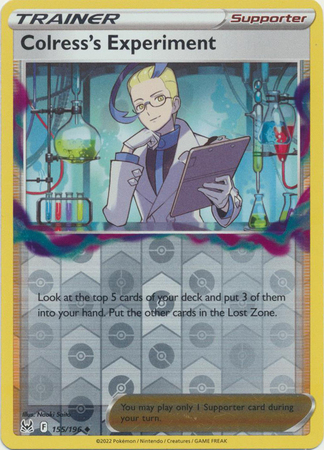 TRAINER Supporter
Colress's Experiment
Look at the top 5 cards of your deck and put 3 of them
into your hand. Put the other cards in the Lost Zone.
Illus. Naoki Saito
F 155/196
You may play only 1 Supporter card during
your turn.
©2022 Pokémon / Nintendo / Creatures / GAME FREAK